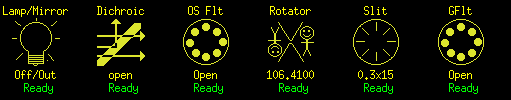 Lamp/Mirror Dichroic OS Flt Rotator Slit GFlt
Off/Out open Open 106.4100 0.3x15 Open
Ready Ready Ready Ready Ready Ready